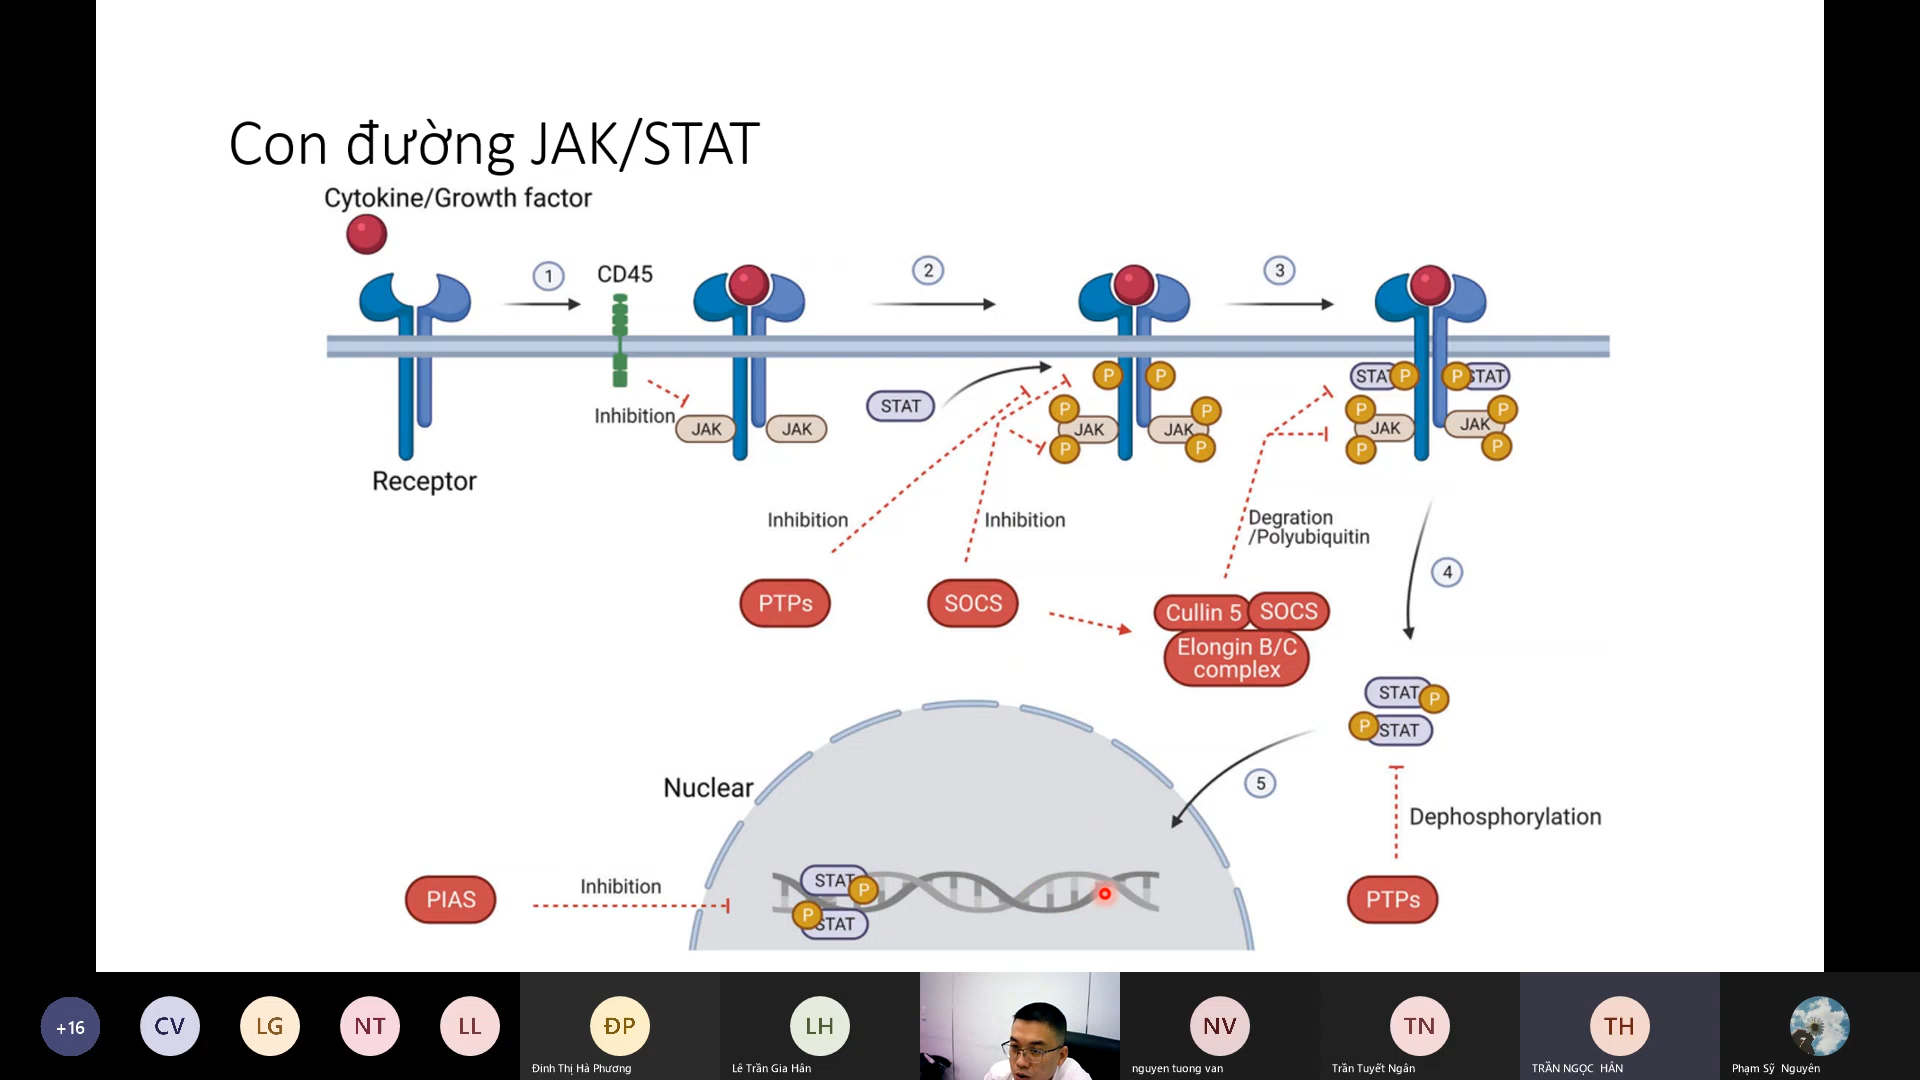 Con đường JAK/STAT
Cytokine/Growth factor
1
CD45
2
3
Inhibition
JAK
JAK
Receptor
STAT
P
P
P
P
JAK
JAK
P
P
STAT
P
P
STAT
P
P
JAK
JAK
P
P
Inhibition
Inhibition
Degration
/Polyubiquitin
4
PTPs
SOCS
Cullin 5
SOCS
Elongin B/C
complex
STAT
P
P
STAT
Nuclear
5
Dephosphorylation
PIAS
Inhibition
STAT
P
P
STAT
PTPs
+16
CV
LG
NT
LL
ĐP
Đinh Thị Hà Phương
LH
Lê Trần Gia Hân
NV
nguyen tuong van
TN
Trần Tuyết Ngân
TH
TRẦN NGỌC HÂN
Phạm Sỹ Nguyên